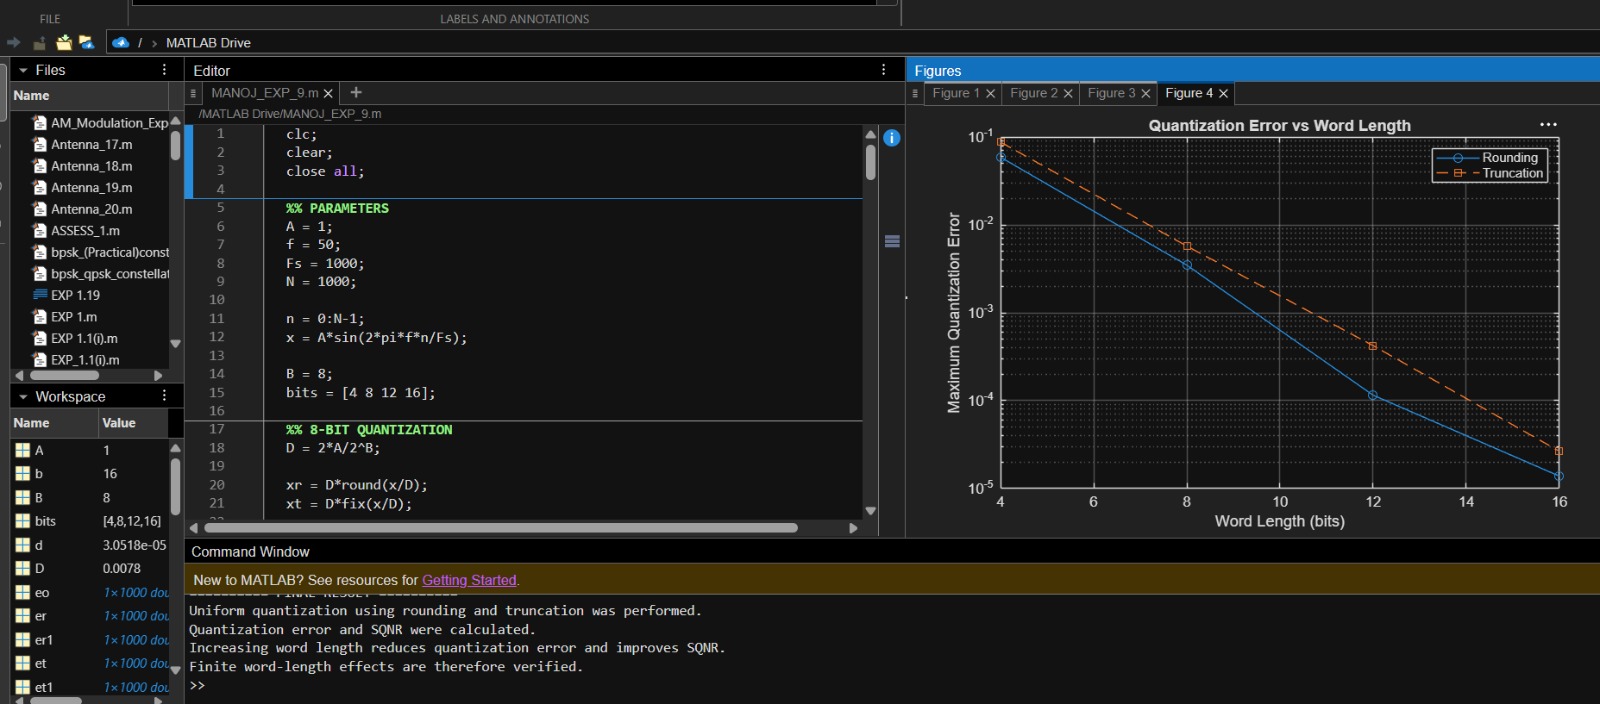 FILE
LABELS AND ANNOTATIONS
/ > MATLAB Drive
Files
Name
AM_Modulation_Exp
Antenna_17.m
Antenna_18.m
Antenna_19.m
Antenna_20.m
ASSESS_1.m
bpsk_(Practical)const
bpsk_qpsk_constellat
EXP 1.19
EXP 1.m
EXP 1.1(i).m
EXP_1.1(i).m
Workspace
Name Value
A 1
b 16
B 8
bits [4,8,12,16]
d 3.0518e-05
D 0.0078
eo 1×1000 dou
er 1×1000 dou
er1 1×1000 dou
et 1×1000 dou
et1 1×1000 dou
Editor
MANOJ_EXP_9.m × +
/MATLAB Drive/MANOJ_EXP_9.m
1 clc;
2 clear;
3 close all;
4
5 %% PARAMETERS
6 A = 1;
7 f = 50;
8 Fs = 1000;
9 N = 1000;
10
11 n = 0:N-1;
12 x = A*sin(2*pi*f*n/Fs);
13
14 B = 8;
15 bits = [4 8 12 16];
16
17 %% 8-BIT QUANTIZATION
18 D = 2*A/2^B;
19
20 xr = D*round(x/D);
21 xt = D*fix(x/D);
22
Figures
Figure 1 × Figure 2 × Figure 3 × Figure 4 ×
Quantization Error vs Word Length
Rounding
Truncation
Maximum Quantization Error
10^-1
10^-2
10^-3
10^-4
10^-5
4 6 8 10 12 14 16
Word Length (bits)
Command Window
New to MATLAB? See resources for Getting Started.
========== FINAL RESULT ==========
Uniform quantization using rounding and truncation was performed.
Quantization error and SQNR were calculated.
Increasing word length reduces quantization error and improves SQNR.
Finite word-length effects are therefore verified.
>>